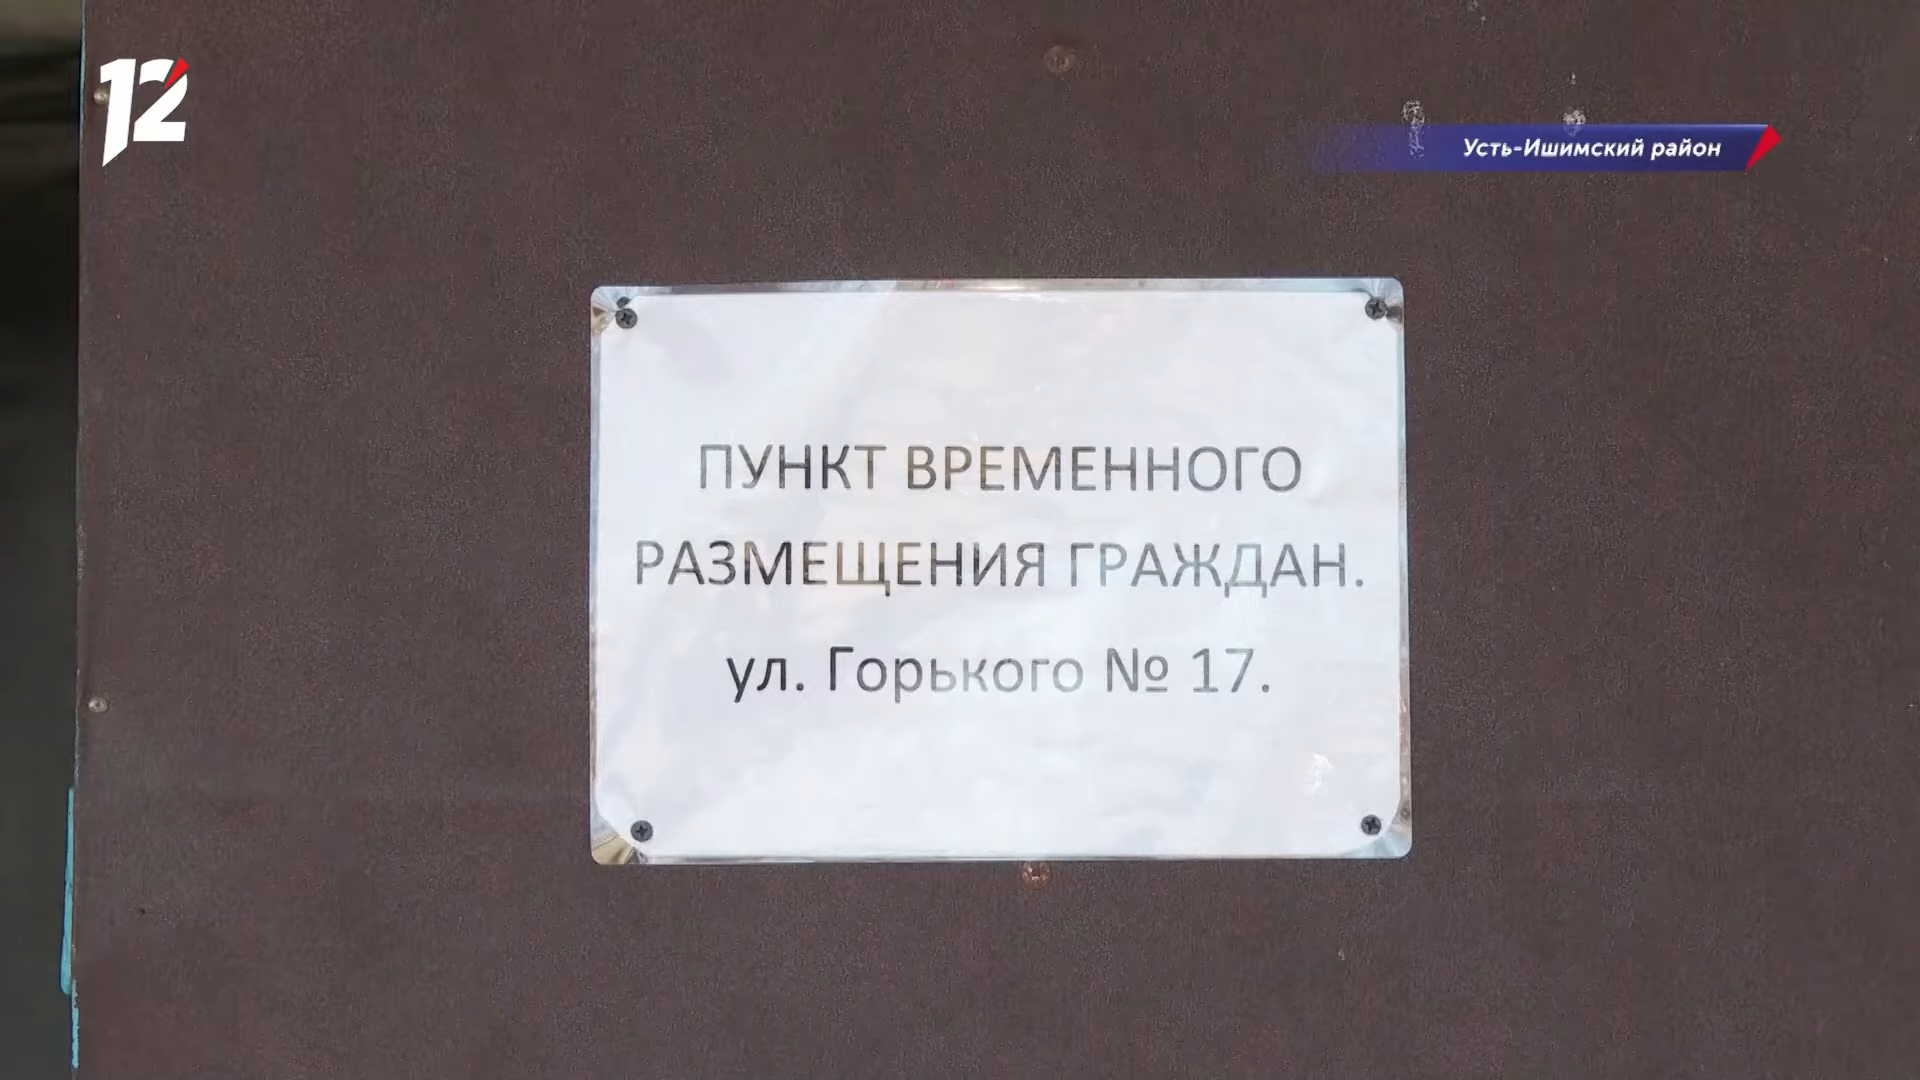 12
Усть-Ишимский район
ПУНКТ ВРЕМЕННОГО
РАЗМЕЩЕНИЯ ГРАЖДАН.
ул. Горького № 17.